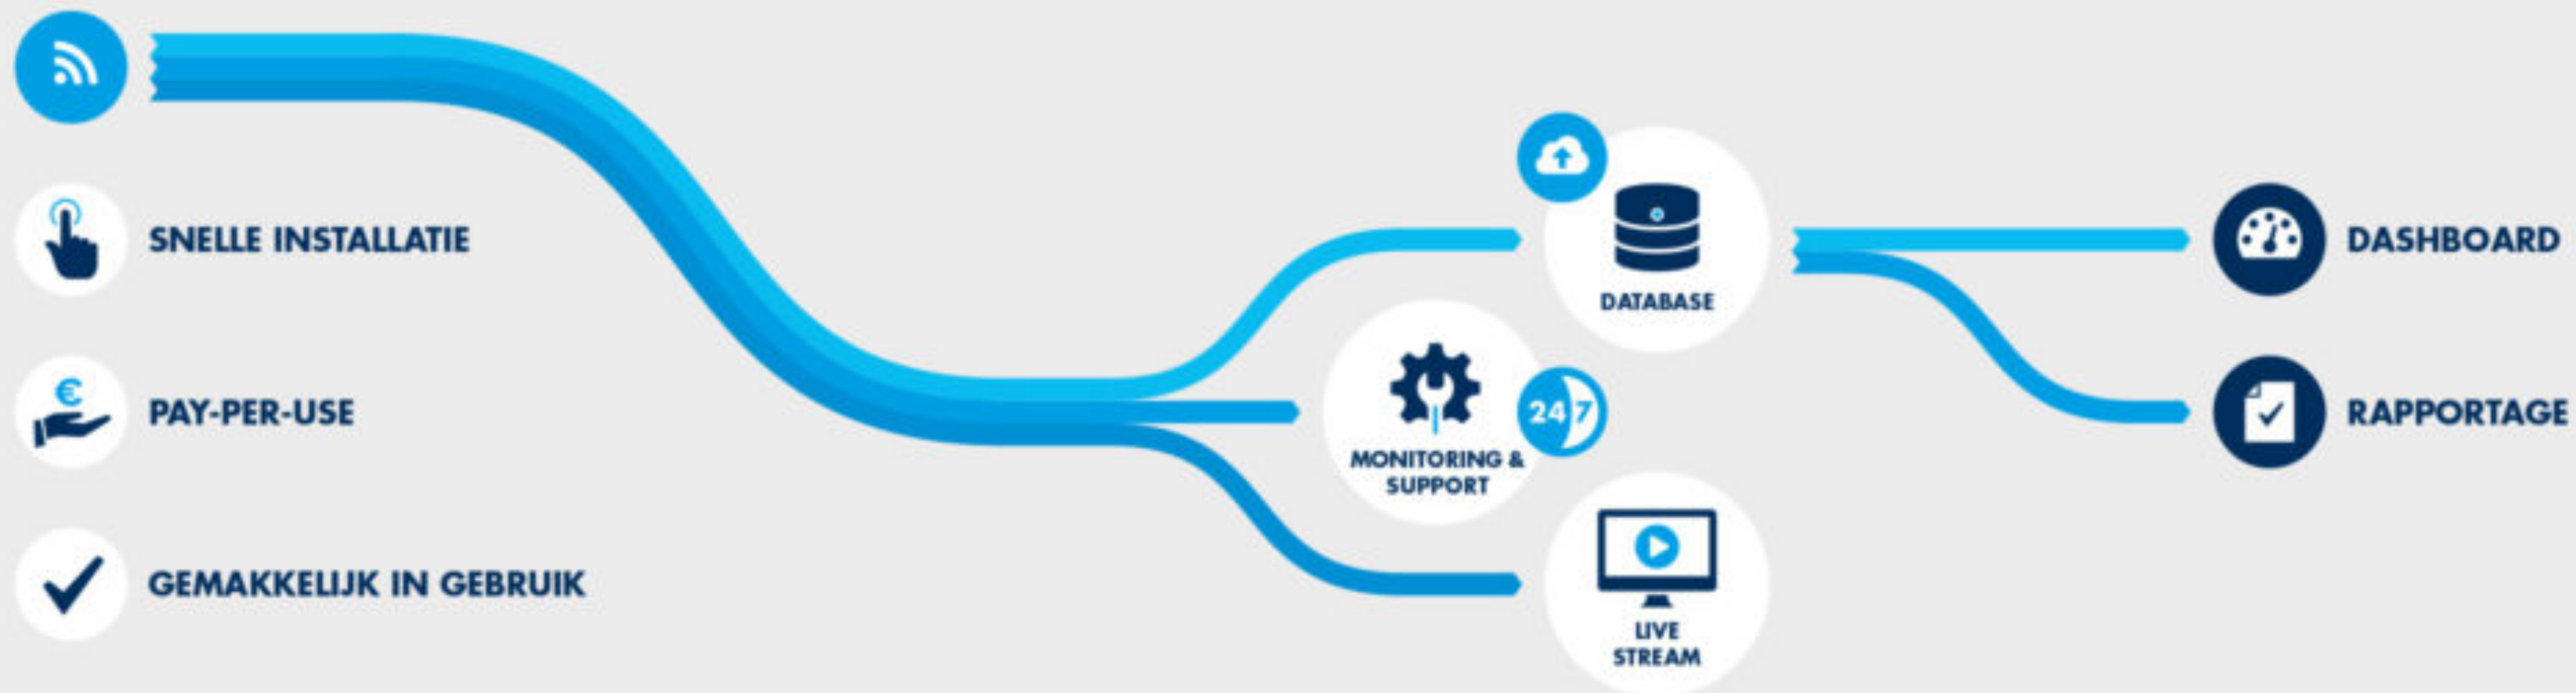 SNELLE INSTALLATIE
€
PAY-PER-USE
GEMAKKELIJK IN GEBRUIK
DATABASE
MONITORING &
SUPPORT
24 7
LIVE
STREAM
DASHBOARD
RAPPORTAGE